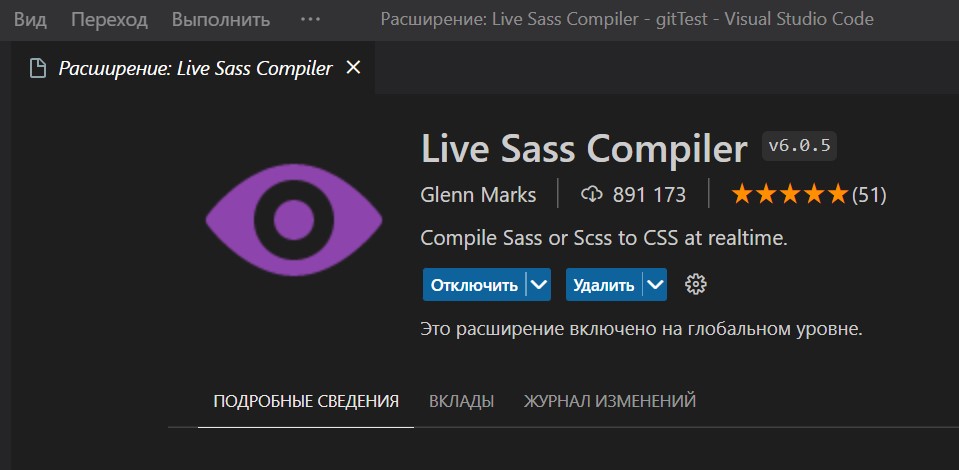 Вид Переход Выполнить ··· Расширение: Live Sass Compiler - gitTest - Visual Studio Code
Расширение: Live Sass Compiler
Live Sass Compiler v6.0.5
Glenn Marks 891 173 (51)
Compile Sass or Scss to CSS at realtime.
Отключить Удалить
Это расширение включено на глобальном уровне.
ПОДРОБНЫЕ СВЕДЕНИЯ ВКЛАДЫ ЖУРНАЛ ИЗМЕНЕНИЙ